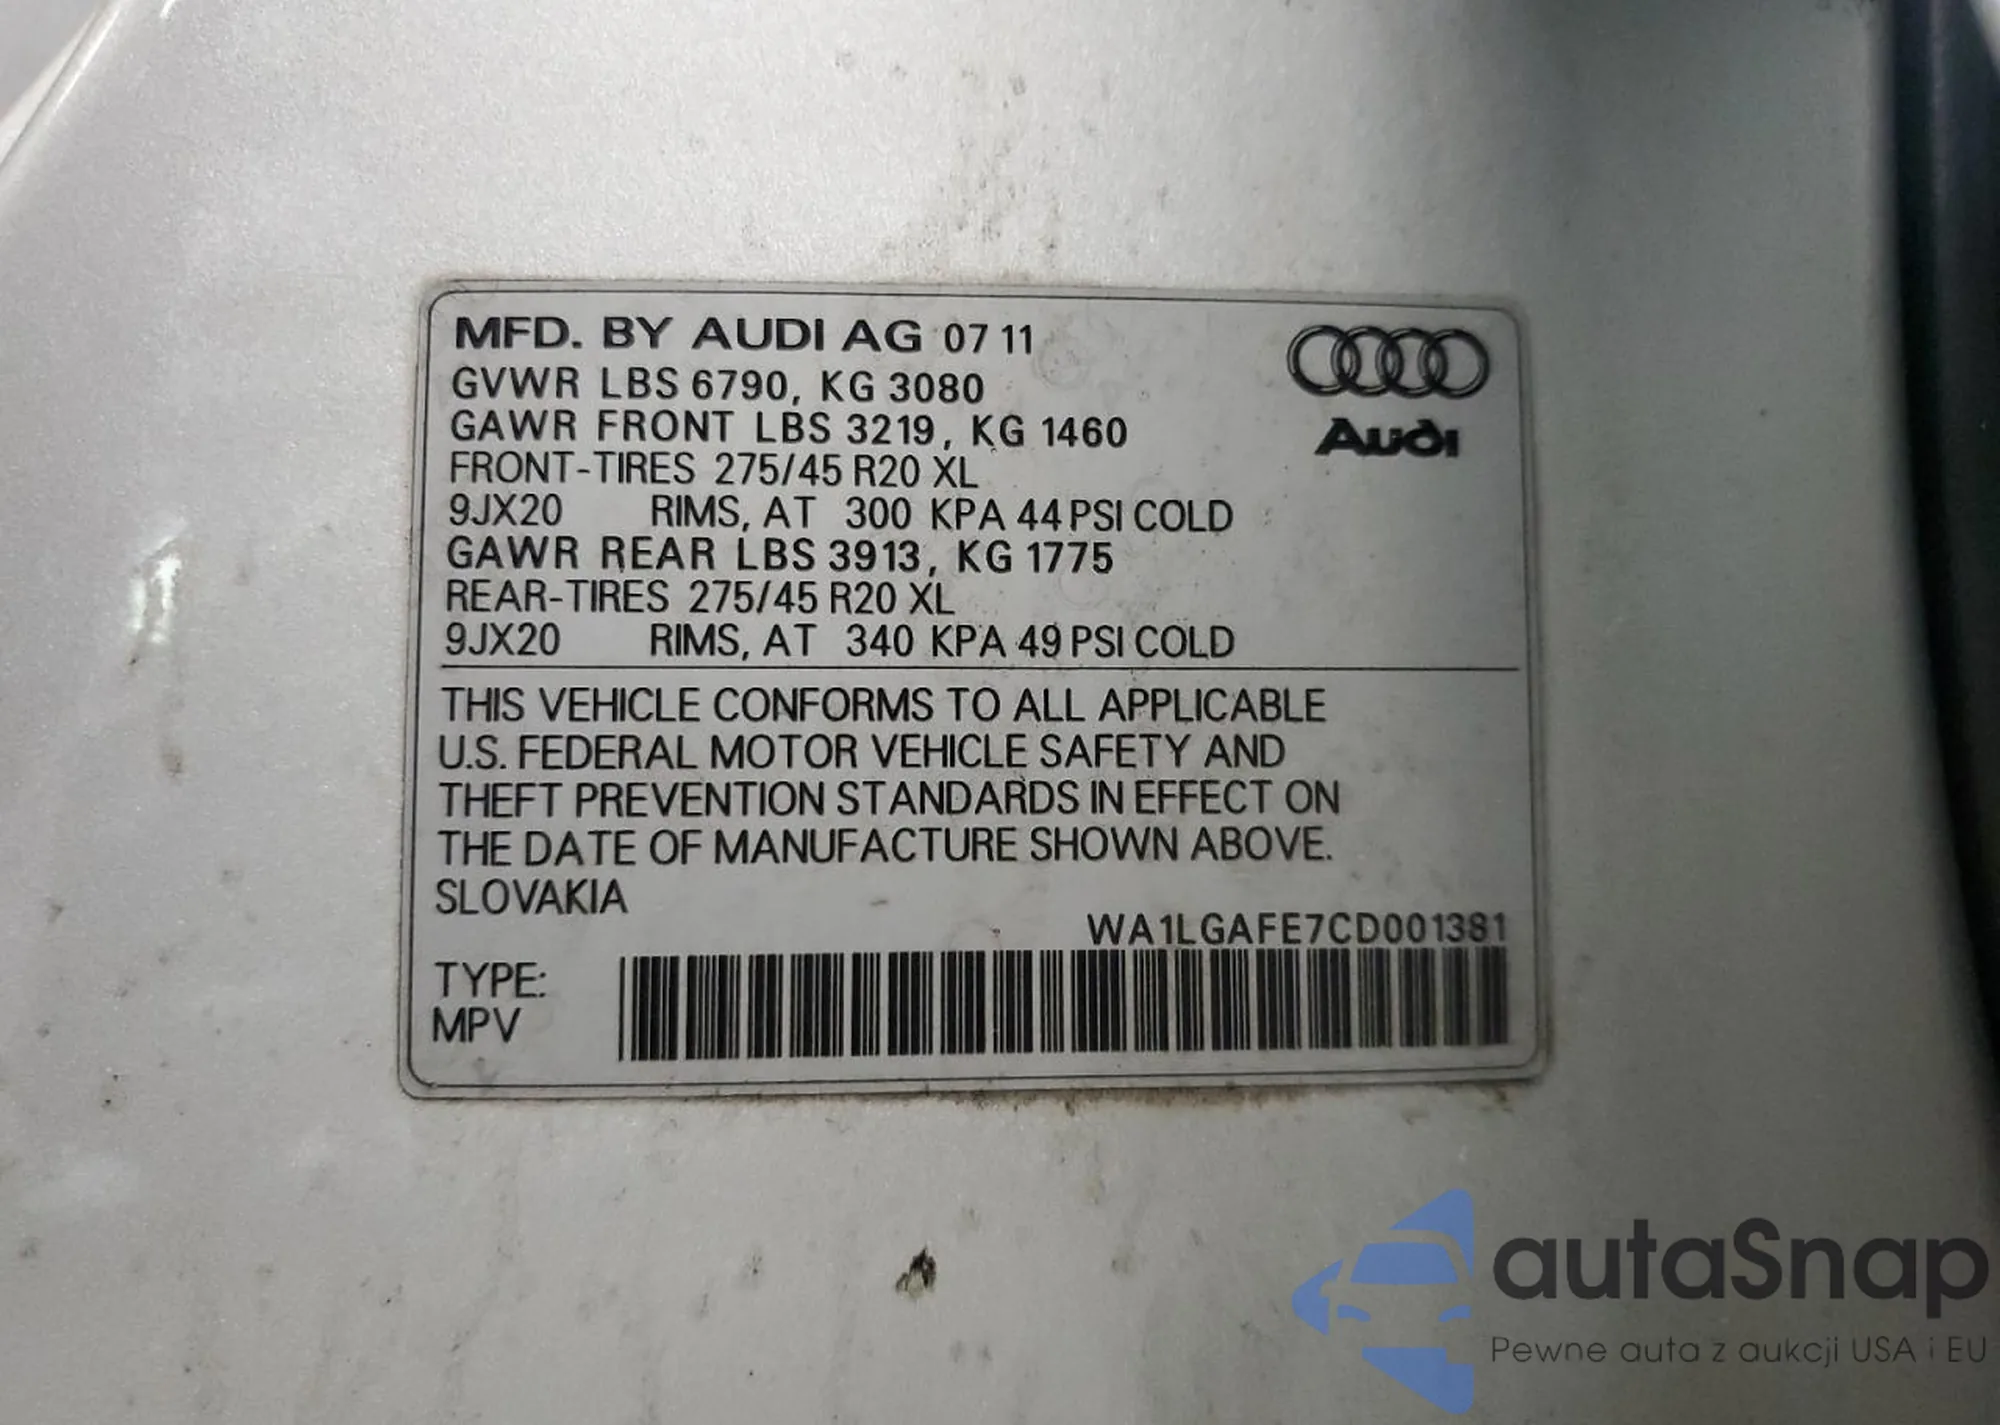 MFD. BY AUDI AG 07 11
GVWR LBS 6790, KG 3080
GAWR FRONT LBS 3219, KG 1460
FRONT-TIRES 275/45 R20 XL
9JX20 RIMS, AT 300 KPA 44 PSI COLD
GAWR REAR LBS 3913, KG 1775
REAR-TIRES 275/45 R20 XL
9JX20 RIMS, AT 340 KPA 49 PSI COLD
Audi
THIS VEHICLE CONFORMS TO ALL APPLICABLE
U.S. FEDERAL MOTOR VEHICLE SAFETY AND
THEFT PREVENTION STANDARDS IN EFFECT ON
THE DATE OF MANUFACTURE SHOWN ABOVE.
SLOVAKIA
WA1LGAFE7CD001381
TYPE:
MPV
autaSnap
Pewne auta z aukcji USA i EU